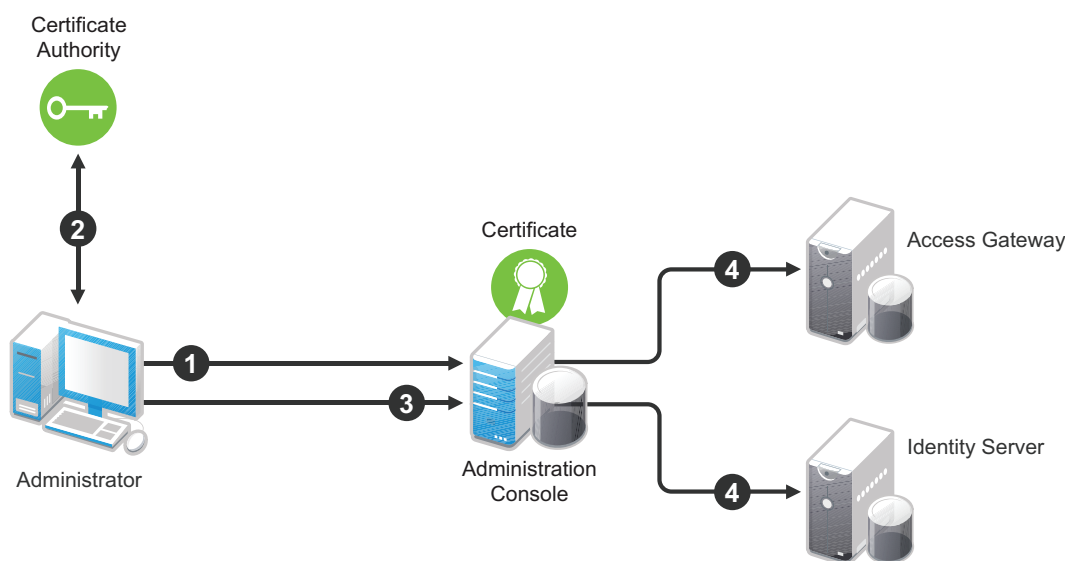 Certificate
Authority
2
Certificate
4
Access Gateway
1
3
Administrator
Administration
Console
4
Identity Server